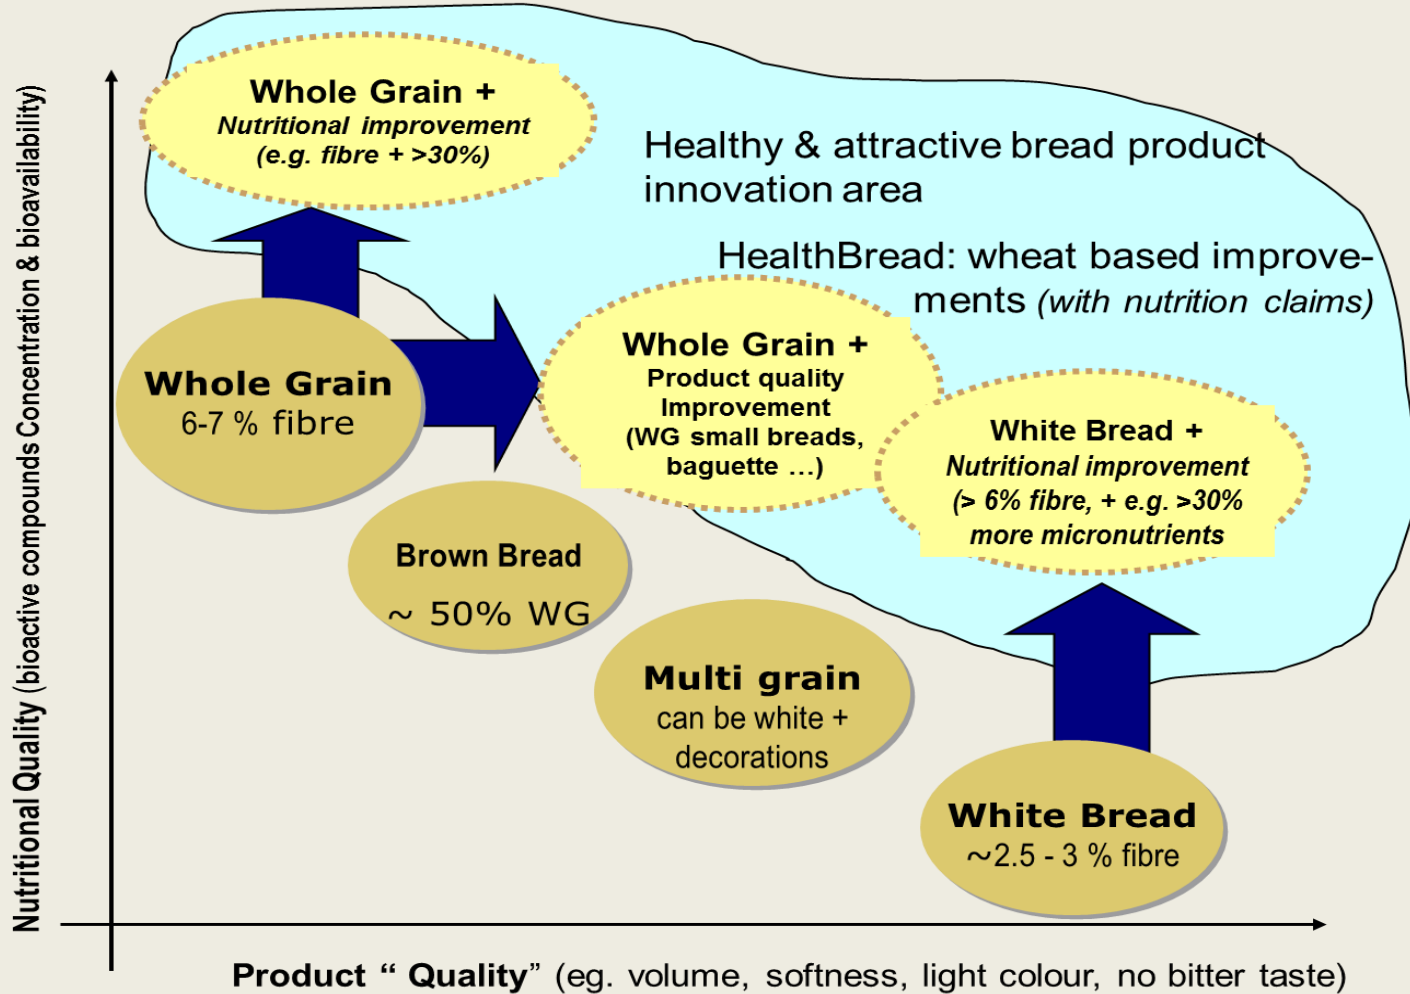 Nutritional Quality (bioactive compounds Concentration & bioavailability)
Whole Grain +
Nutritional improvement
(e.g. fibre + >30%)
Healthy & attractive bread product
innovation area
HealthBread: wheat based improve-
ments (with nutrition claims)
Whole Grain
6-7 % fibre
Whole Grain +
Product quality
Improvement
(WG small breads,
baguette ...)
White Bread +
Nutritional improvement
(> 6% fibre, + e.g. >30%
more micronutrients
Brown Bread
~ 50% WG
Multi grain
can be white +
decorations
White Bread
~2.5 - 3 % fibre
Product “ Quality” (eg. volume, softness, light colour, no bitter taste)